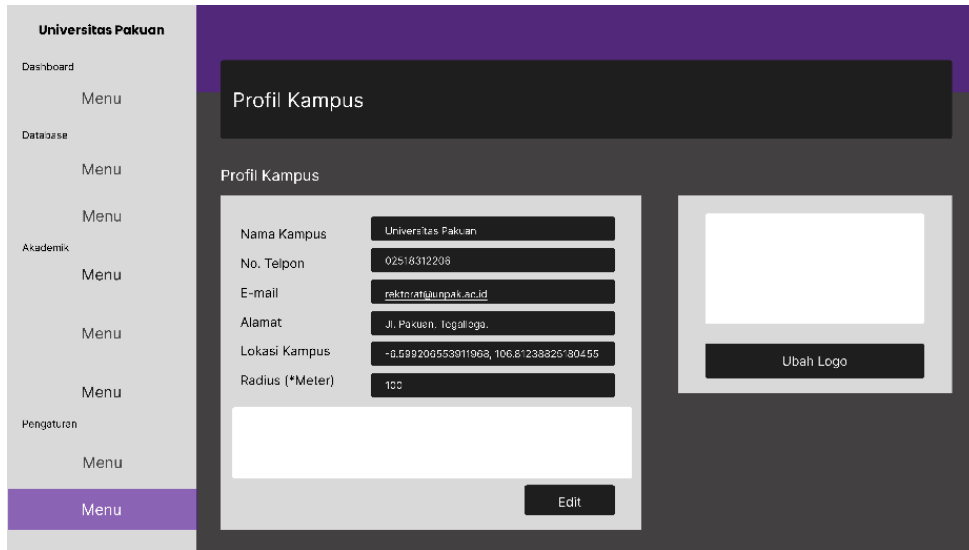 Universitas Pakuan
Dashboard
Menu
Database
Menu
Menu
Akademik
Menu
Menu
Menu
Pengaturan
Menu
Menu
Profil Kampus
Profil Kampus
Nama Kampus Universitas Pakuan
No. Telpon 02518312206
E-mail rektorat@unpak.ac.id
Alamat Jl. Pakuan, Tegallega.
Lokasi Kampus -6.599206553911968, 106.81238826180455
Radius (*Meter) 100
Edit
Ubah Logo